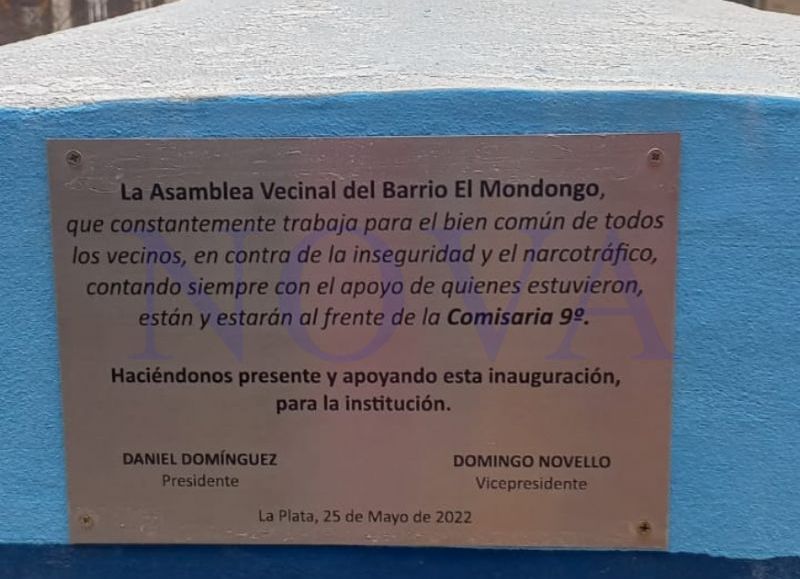 La Asamblea Vecinal del Barrio El Mondongo,
que constantemente trabaja para el bien común de todos
los vecinos, en contra de la inseguridad y el narcotráfico,
contando siempre con el apoyo de quienes estuvieron,
están y estarán al frente de la Comisaria 9º.
NOVA
Haciéndonos presente y apoyando esta inauguración,
para la institución.
DANIEL DOMÍNGUEZ
Presidente
DOMINGO NOVELLO
Vicepresidente
La Plata, 25 de Mayo de 2022